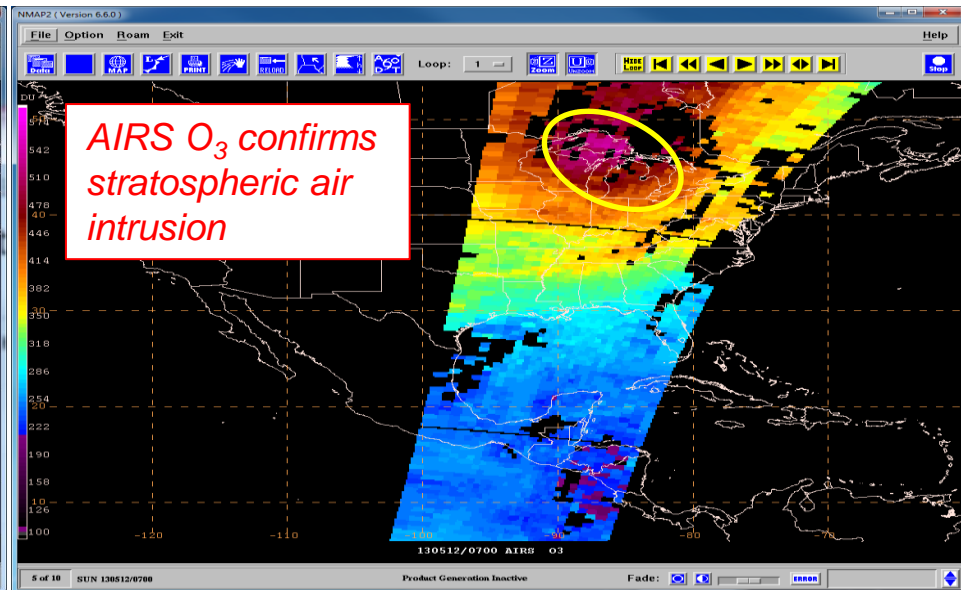 NMAP2 ( Version 6.6.0 )
File Option Roam Exit Help
Data MAP PRINT RELOAD Loop: 1 Zoom UnZoom HIDE LOOP Stop
DU
AIRS O₃ confirms
stratospheric air
intrusion
542
510
478
40
446
414
382
30
350
318
286
254
20
222
190
158
10
126
100
-120 -110 -100 -90 -80 -70
130512/0700 AIRS O3
5 of 10 SUN 130512/0700 Product Generation Inactive Fade: ERROR